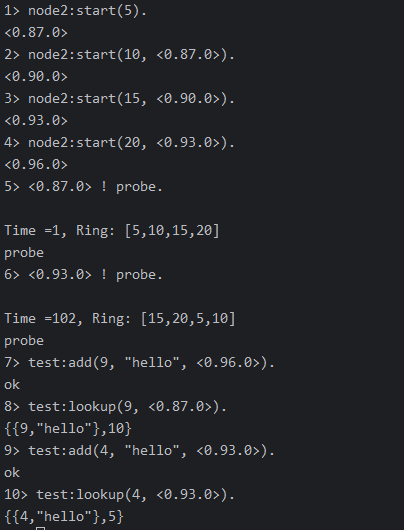 1> node2:start(5).
<0.87.0>
2> node2:start(10, <0.87.0>).
<0.90.0>
3> node2:start(15, <0.90.0>).
<0.93.0>
4> node2:start(20, <0.93.0>).
<0.96.0>
5> <0.87.0> ! probe.
Time =1, Ring: [5,10,15,20]
probe
6> <0.93.0> ! probe.
Time =102, Ring: [15,20,5,10]
probe
7> test:add(9, "hello", <0.96.0>).
ok
8> test:lookup(9, <0.87.0>).
{{9,"hello"},10}
9> test:add(4, "hello", <0.93.0>).
ok
10> test:lookup(4, <0.93.0>).
{{4,"hello"},5}